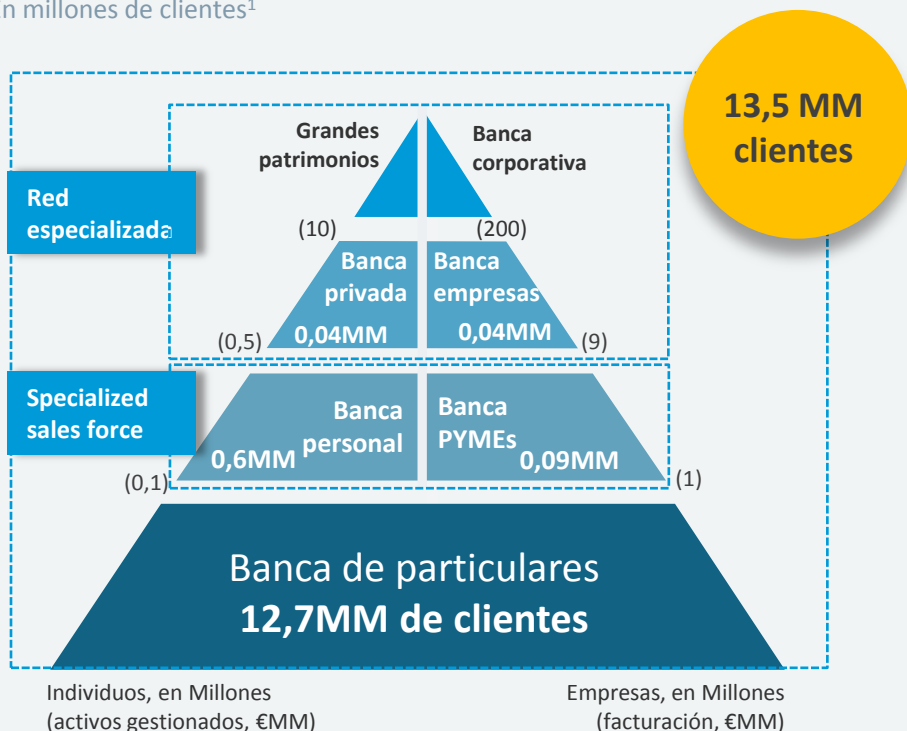 En millones de clientes¹
13,5 MM
clientes
Grandes
patrimonios
Banca
corporativa
Red
especializada
(10)
(200)
Banca
privada
0,04MM
Banca
empresas
0,04MM
(0,5)
(9)
Specialized
sales force
Banca
personal
0,6MM
Banca
PYMEs
0,09MM
(0,1)
(1)
Banca de particulares
12,7MM de clientes
Individuos, en Millones
(activos gestionados, €MM)
Empresas, en Millones
(facturación, €MM)